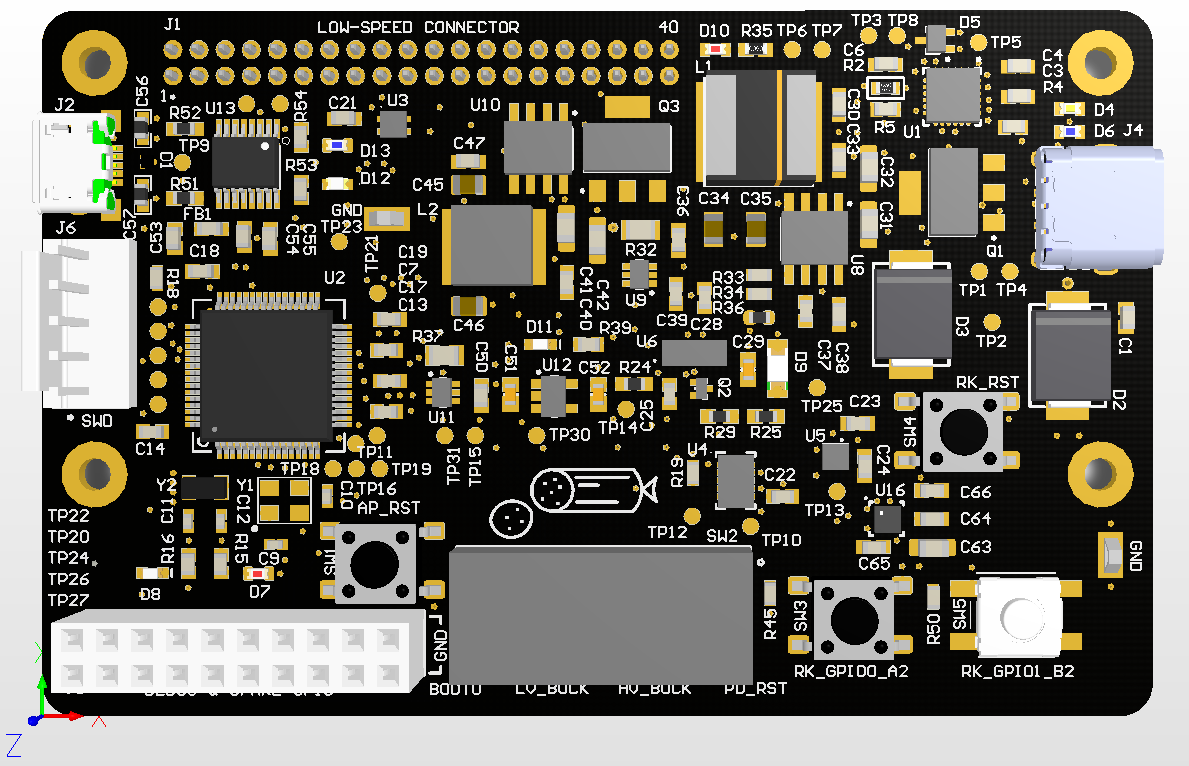 J1 LOW-SPEED CONNECTOR 40
D10 R35 TP6 TP7 TP3 TP8 D5
TP5
C6
R2
C4
C3
R4
L1
J2
C56
R52
U13
R54
C21
U3
U10
Q3
C30
C33
R5
U1
D4
D6
J4
1
TP9
D1
D13
D12
R53
C47
C45
C32
R51
FB1
C57
J6
C53
C18
C54
C55
GND
TP23
TP21
L2
C36
C34
C35
R32
C31
U8
Q1
C19
C7
C17
C13
R18
U2
C41
C42
C40
U9
R33
R34
R36
TP1
TP4
C46
C39
C28
D3
TP2
C1
R37
D11
R39
U6
C29
C37
C38
D9
C50
C51
U12
C52
R24
Q2
TP25
RK_RST
D2
U11
C25
TP14
C23
SWD
C14
TP31
TP15
TP30
R29
R25
U5
SW4
TP11
TP18
TP19
TP16
U4
R19
C22
C24
Y2
Y1
C11
C12
C10
AP_RST
TP13
U16
C66
C64
C63
C65
TP12
SW2
TP10
GND
TP22
TP20
TP24
TP26
TP27
R16
R15
C9
D8
D7
SW1
R45
SW3
R50
SW5
GND
RK_GPIO0_A2
RK_GPIO1_B2
BOOT0 LV_BUCK HV_BUCK PD_RST
X
X
Z